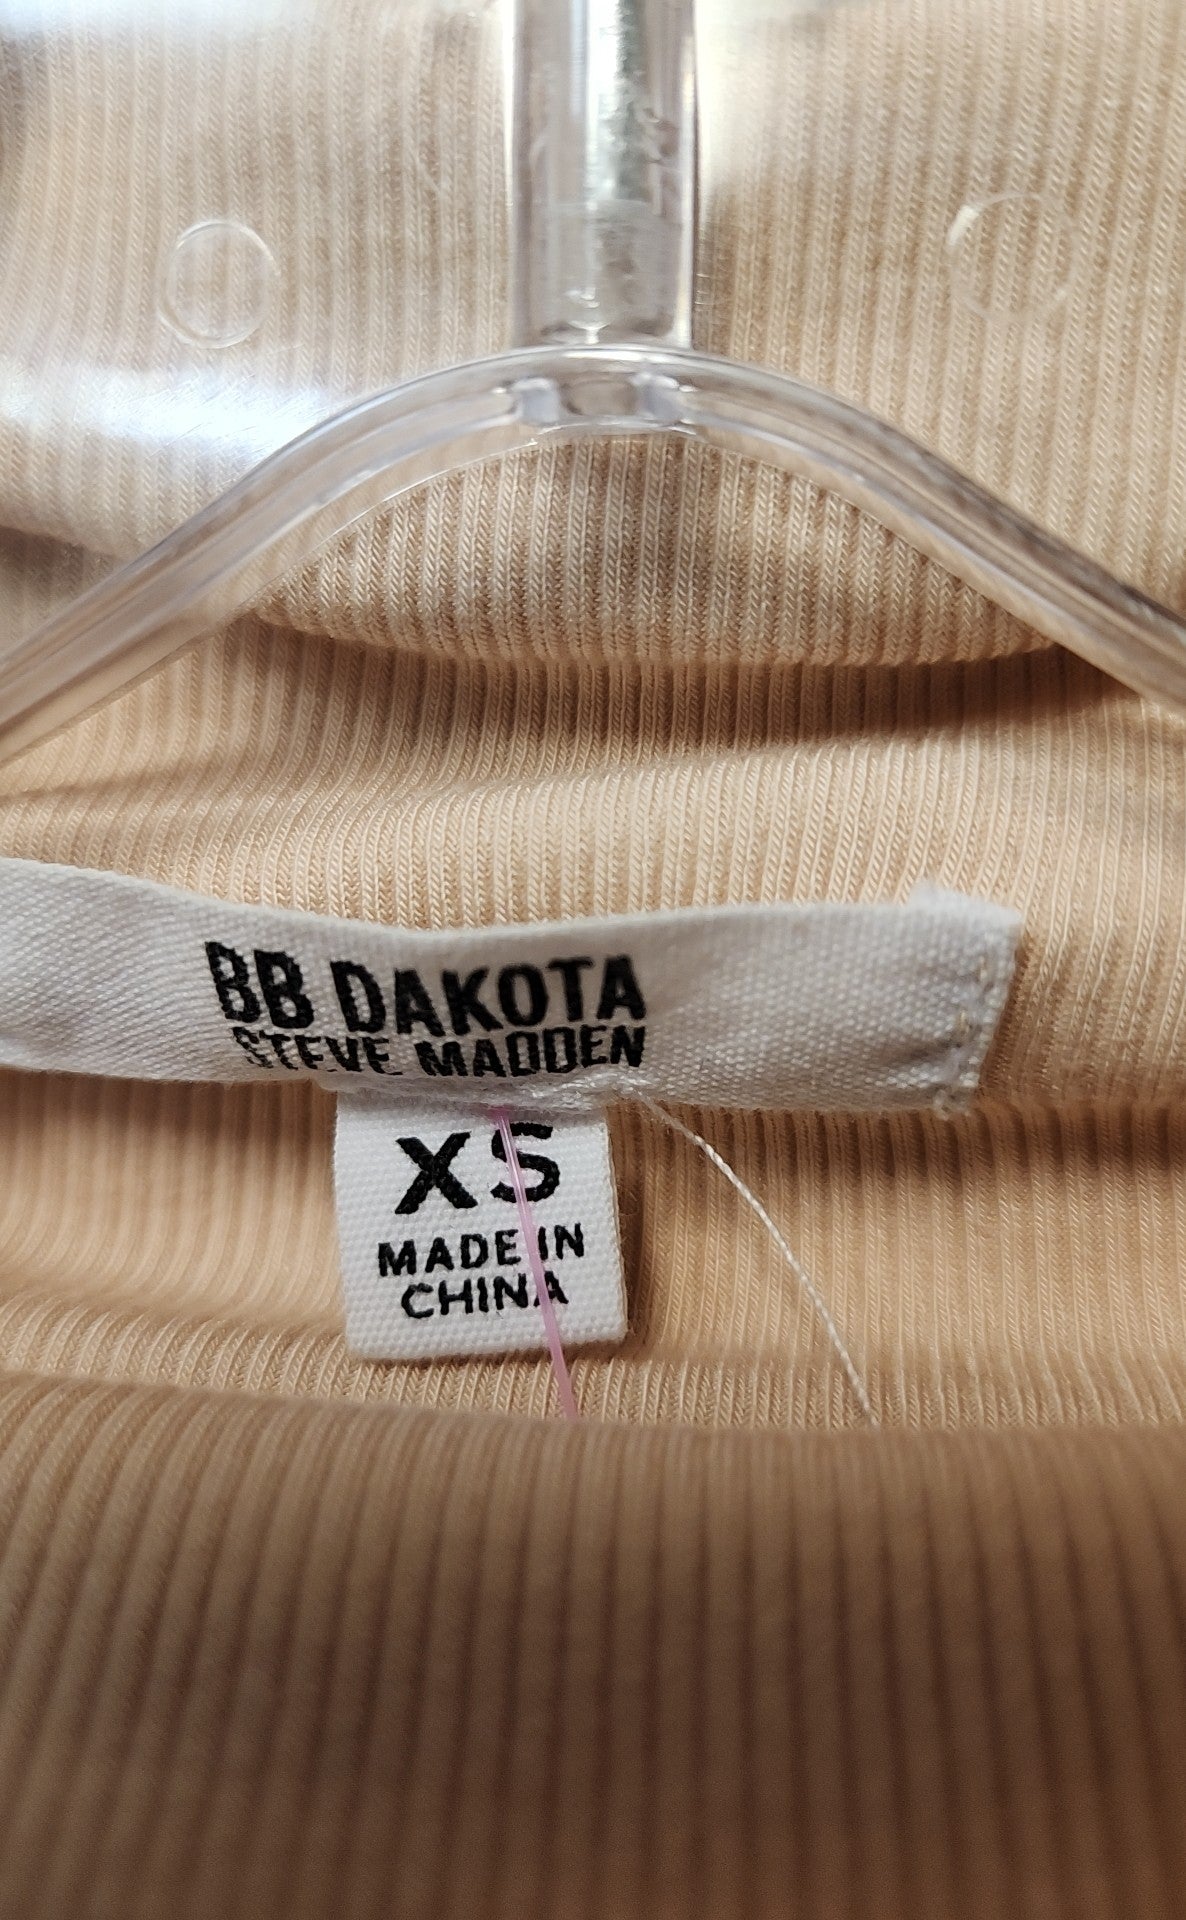 BB DAKOTA
STEVE MADDEN
XS
MADE IN
CHINA